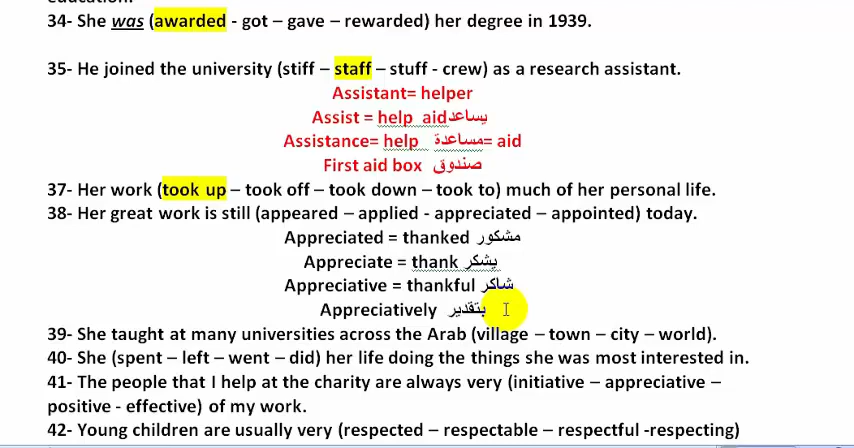 34- She was (awarded - got – gave – rewarded) her degree in 1939.
35- He joined the university (stiff – staff – stuff - crew) as a research assistant.
Assistant= helper
Assist = help aid يساعد
Assistance= help مساعدة= aid
First aid box صندوق
37- Her work (took up – took off – took down – took to) much of her personal life.
38- Her great work is still (appeared – applied - appreciated – appointed) today.
Appreciated = thanked مشكور
Appreciate = thank يشكر
Appreciative = thankful شاكر
Appreciatively بتقدير
39- She taught at many universities across the Arab (village – town – city – world).
40- She (spent – left – went – did) her life doing the things she was most interested in.
41- The people that I help at the charity are always very (initiative – appreciative –
positive - effective) of my work.
42- Young children are usually very (respected – respectable – respectful -respecting)